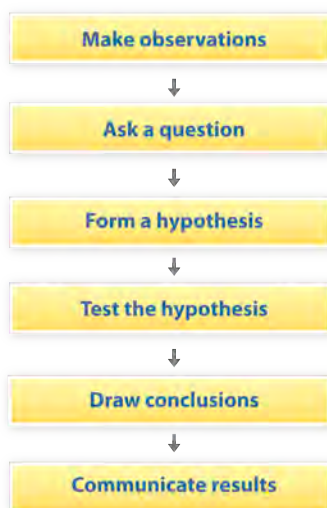 Make observations
Ask a question
Form a hypothesis
Test the hypothesis
Draw conclusions
Communicate results